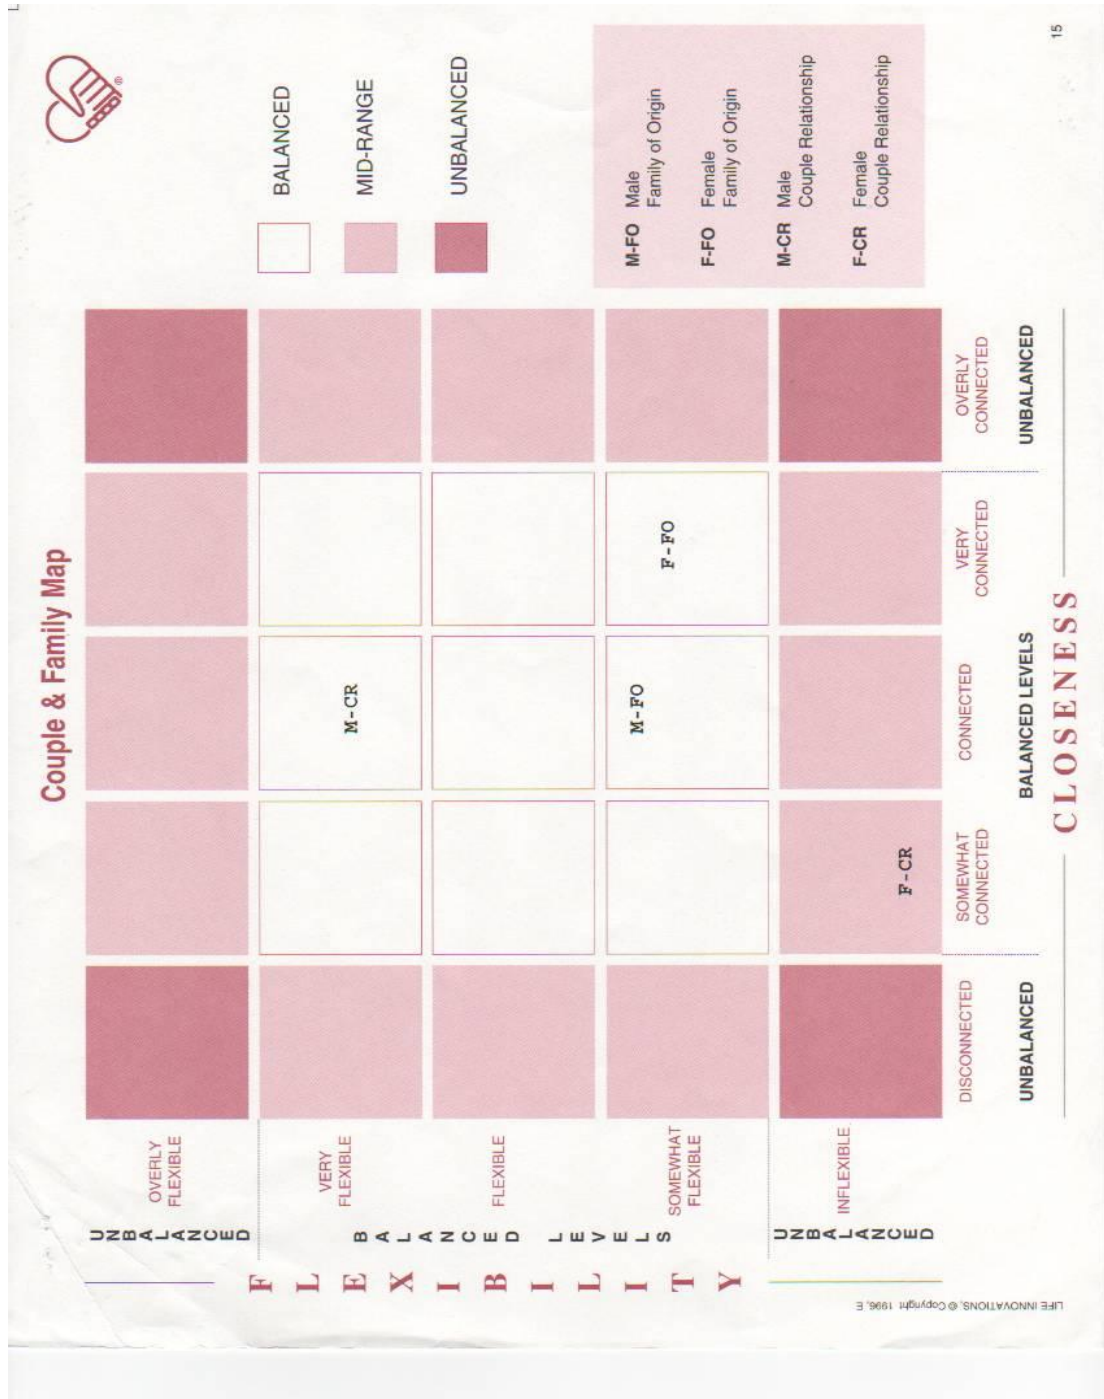 Couple & Family Map
®
BALANCED
MID-RANGE
UNBALANCED
M-FO Male
Family of Origin
F-FO Female
Family of Origin
M-CR Male
Couple Relationship
F-CR Female
Couple Relationship
FLEXIBILITY
UNBALANCED
BALANCED LEVELS
UNBALANCED
OVERLY
FLEXIBLE
VERY
FLEXIBLE
FLEXIBLE
SOMEWHAT
FLEXIBLE
INFLEXIBLE
M-CR
M-FO
F-FO
F-CR
DISCONNECTED
SOMEWHAT
CONNECTED
CONNECTED
VERY
CONNECTED
OVERLY
CONNECTED
UNBALANCED
BALANCED LEVELS
UNBALANCED
CLOSENESS
LIFE INNOVATIONS, © Copyright 1996, E
15